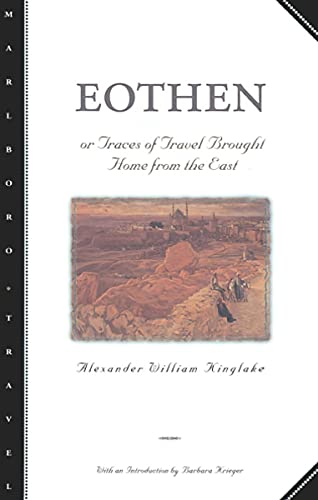 MARLBORO TRAVEL
EOTHEN
or Traces of Travel Brought
Home from the East
Alexander William Kinglake
With an Introduction by Barbara Krieger